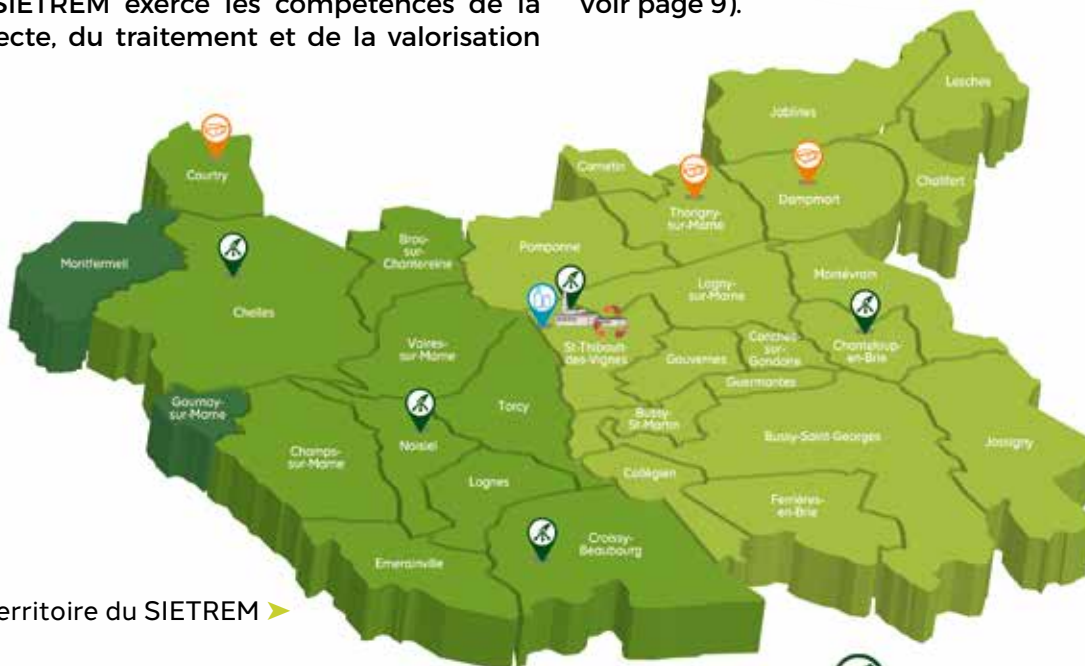 SIETREM exerce les compétences de la
ecte, du traitement et de la valorisation
voir page 9).
Lesches
Jablines
Courtry
Carnetin
Dampmart
Chalifert
Thorigny-
sur-Marne
Montfermeil
Brou-
sur-
Chantereine
Pomponne
Lagny-
sur-Marne
Montévrain
Chelles
Vaires-
sur-Marne
St-Thibault-
des-Vignes
Gouvernes
Conches-
sur-
Gondoire
Chanteloup-
en-Brie
Guermantes
Gournay-
sur-Marne
Torcy
Bussy-
St-Martin
Noisiel
Bussy-Saint-Georges
Jossigny
Champs-
sur-Marne
Collégien
Lognes
Ferrières-
en-Brie
Croissy-
Beaubourg
Emerainville
erritoire du SIETREM ➤